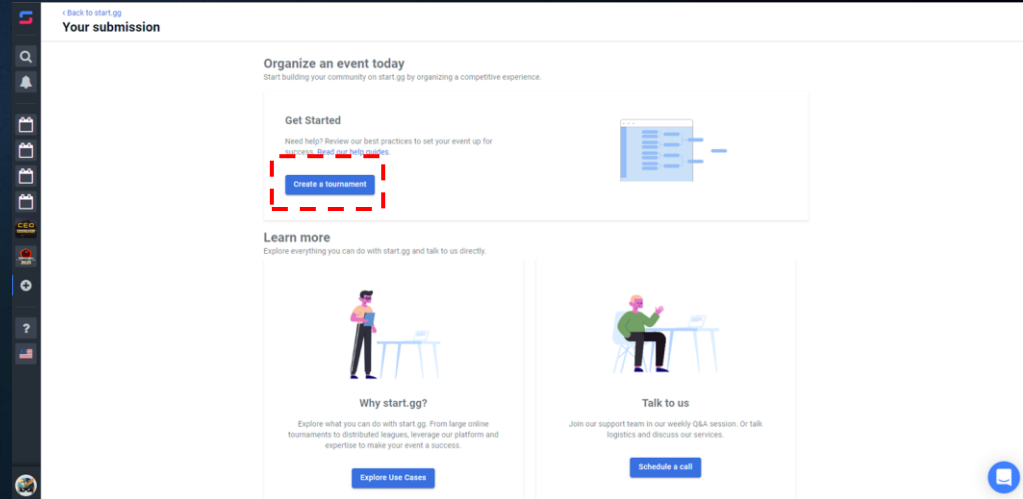 ‹ Back to start.gg
Your submission
Organize an event today
Start building your community on start.gg by organizing a competitive experience.
Get Started
Need help? Review our best practices to set your event up for
success. Read our help guides.
Create a tournament
Learn more
Explore everything you can do with start.gg and talk to us directly.
Why start.gg?
Explore what you can do with start.gg. From large online
tournaments to distributed leagues, leverage our platform and
expertise to make your event a success.
Explore Use Cases
Talk to us
Join our support team in our weekly Q&A session. Or talk
logistics and discuss our services.
Schedule a call
CEO
?